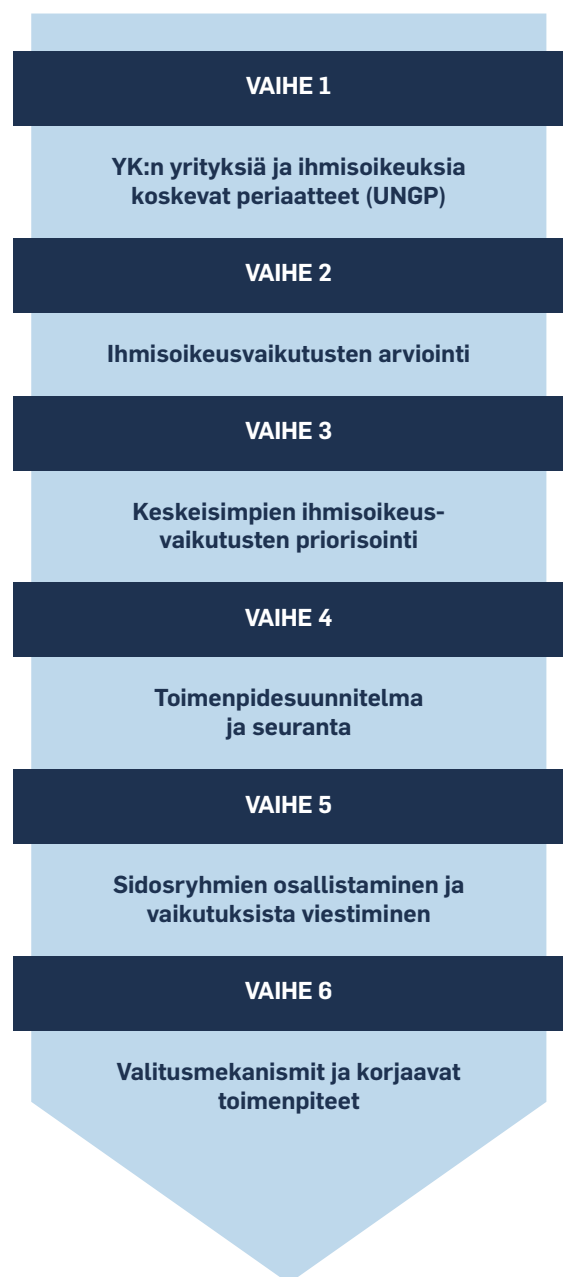 VAIHE 1
YK:n yrityksiä ja ihmisoikeuksia
koskevat periaatteet (UNGP)
VAIHE 2
Ihmisoikeusvaikutusten arviointi
VAIHE 3
Keskeisimpien ihmisoikeus-
vaikutusten priorisointi
VAIHE 4
Toimenpidesuunnitelma
ja seuranta
VAIHE 5
Sidosryhmien osallistaminen ja
vaikutuksista viestiminen
VAIHE 6
Valitusmekanismit ja korjaavat
toimenpiteet